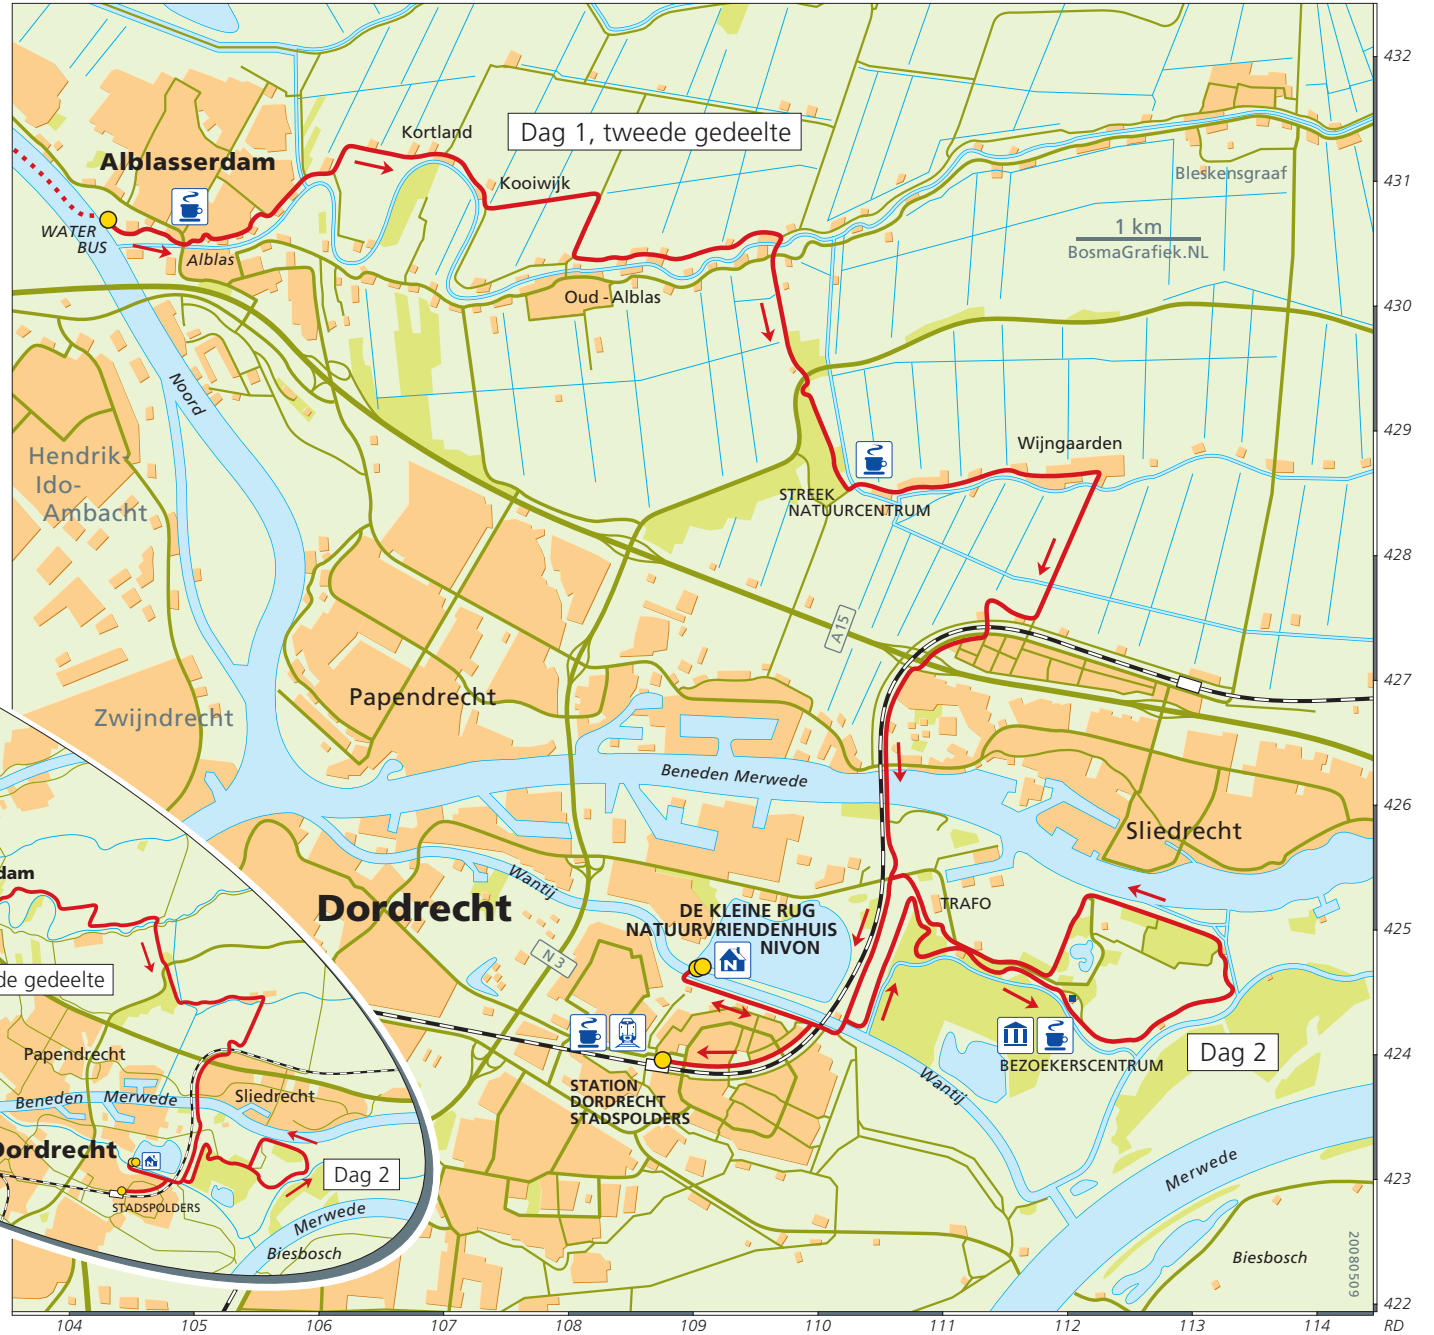 Dag 1, tweede gedeelte
Kortland
Alblasserdam
Kooiwijk
Bleskensgraaf
WATER
BUS
Alblas
1 km
BosmaGrafiek.NL
Oud - Alblas
Noord
Hendrik-
Ido-
Ambacht
Wijngaarden
STREEK
NATUURCENTRUM
A15
Papendrecht
Zwijndrecht
Beneden Merwede
Sliedrecht
Wantij
Dordrecht
DE KLEINE RUG
NATUURVRIENDENHUIS
NIVON
TRAFO
N3
STATION
DORDRECHT
STADSPOLDERS
BEZOEKERSCENTRUM
Dag 2
Wantij
Merwede
Biesbosch
20080509
dam
de gedeelte
Papendrecht
Beneden Merwede
Sliedrecht
Dordrecht
Dag 2
STADSPOLDERS
Merwede
Biesbosch
432
431
430
429
428
427
426
425
424
423
422
104 105 106 107 108 109 110 111 112 113 114 RD